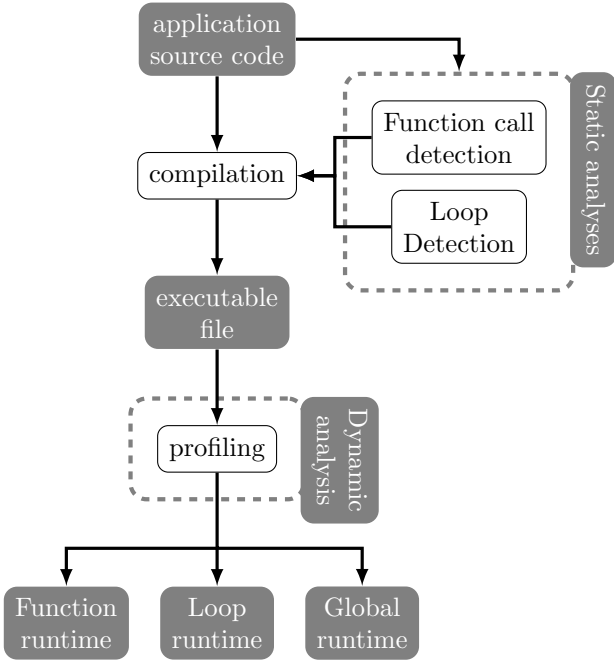 application
source code
Static analyses
Function call
detection
compilation
Loop
Detection
executable
file
Dynamic
analysis
profiling
Function
runtime
Loop
runtime
Global
runtime